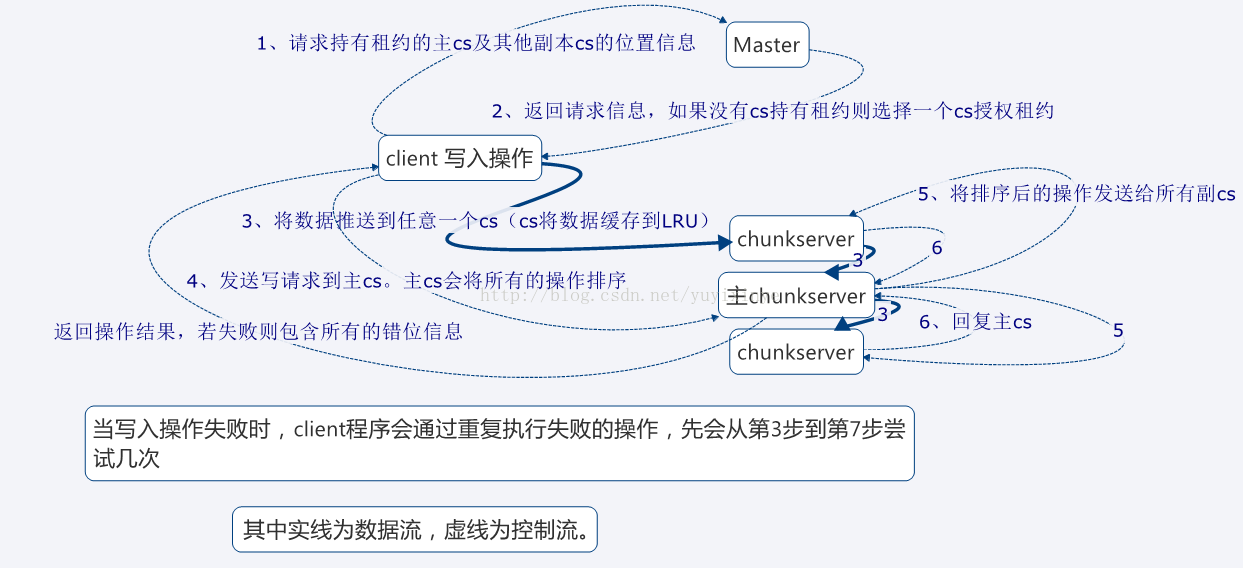 1、请求持有租约的主cs及其他副本cs的位置信息
Master
2、返回请求信息，如果没有cs持有租约则选择一个cs授权租约
client 写入操作
5、将排序后的操作发送给所有副cs
3、将数据推送到任意一个cs（cs将数据缓存到LRU）
chunkserver
6
3
4、发送写请求到主cs。主cs会将所有的操作排序
主chunkserver
3
6、回复主cs
5
返回操作结果，若失败则包含所有的错位信息
chunkserver
当写入操作失败时，client程序会通过重复执行失败的操作，先会从第3步到第7步尝
试几次
其中实线为数据流，虚线为控制流。